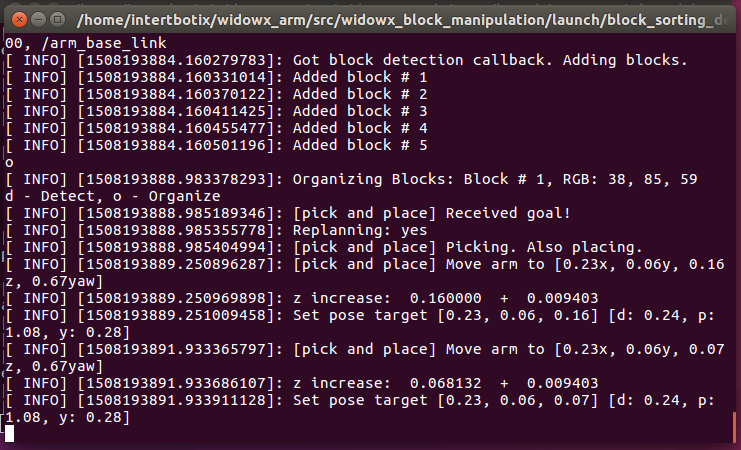 /home/intertbotix/widowx_arm/src/widowx_block_manipulation/launch/block_sorting_de
00, /arm_base_link
[ INFO] [1508193884.160279783]: Got block detection callback. Adding blocks.
[ INFO] [1508193884.160331014]: Added block # 1
[ INFO] [1508193884.160370122]: Added block # 2
[ INFO] [1508193884.160411425]: Added block # 3
[ INFO] [1508193884.160455477]: Added block # 4
[ INFO] [1508193884.160501196]: Added block # 5
o
[ INFO] [1508193888.983378293]: Organizing Blocks: Block # 1, RGB: 38, 85, 59
d - Detect, o - Organize
[ INFO] [1508193888.985189346]: [pick and place] Received goal!
[ INFO] [1508193888.985355778]: Replanning: yes
[ INFO] [1508193888.985404994]: [pick and place] Picking. Also placing.
[ INFO] [1508193889.250896287]: [pick and place] Move arm to [0.23x, 0.06y, 0.16
z, 0.67yaw]
[ INFO] [1508193889.250969898]: z increase:  0.160000  +  0.009403
[ INFO] [1508193889.251009458]: Set pose target [0.23, 0.06, 0.16] [d: 0.24, p:
1.08, y: 0.28]
[ INFO] [1508193891.933365797]: [pick and place] Move arm to [0.23x, 0.06y, 0.07
z, 0.67yaw]
[ INFO] [1508193891.933686107]: z increase:  0.068132  +  0.009403
[ INFO] [1508193891.933911128]: Set pose target [0.23, 0.06, 0.07] [d: 0.24, p:
1.08, y: 0.28]